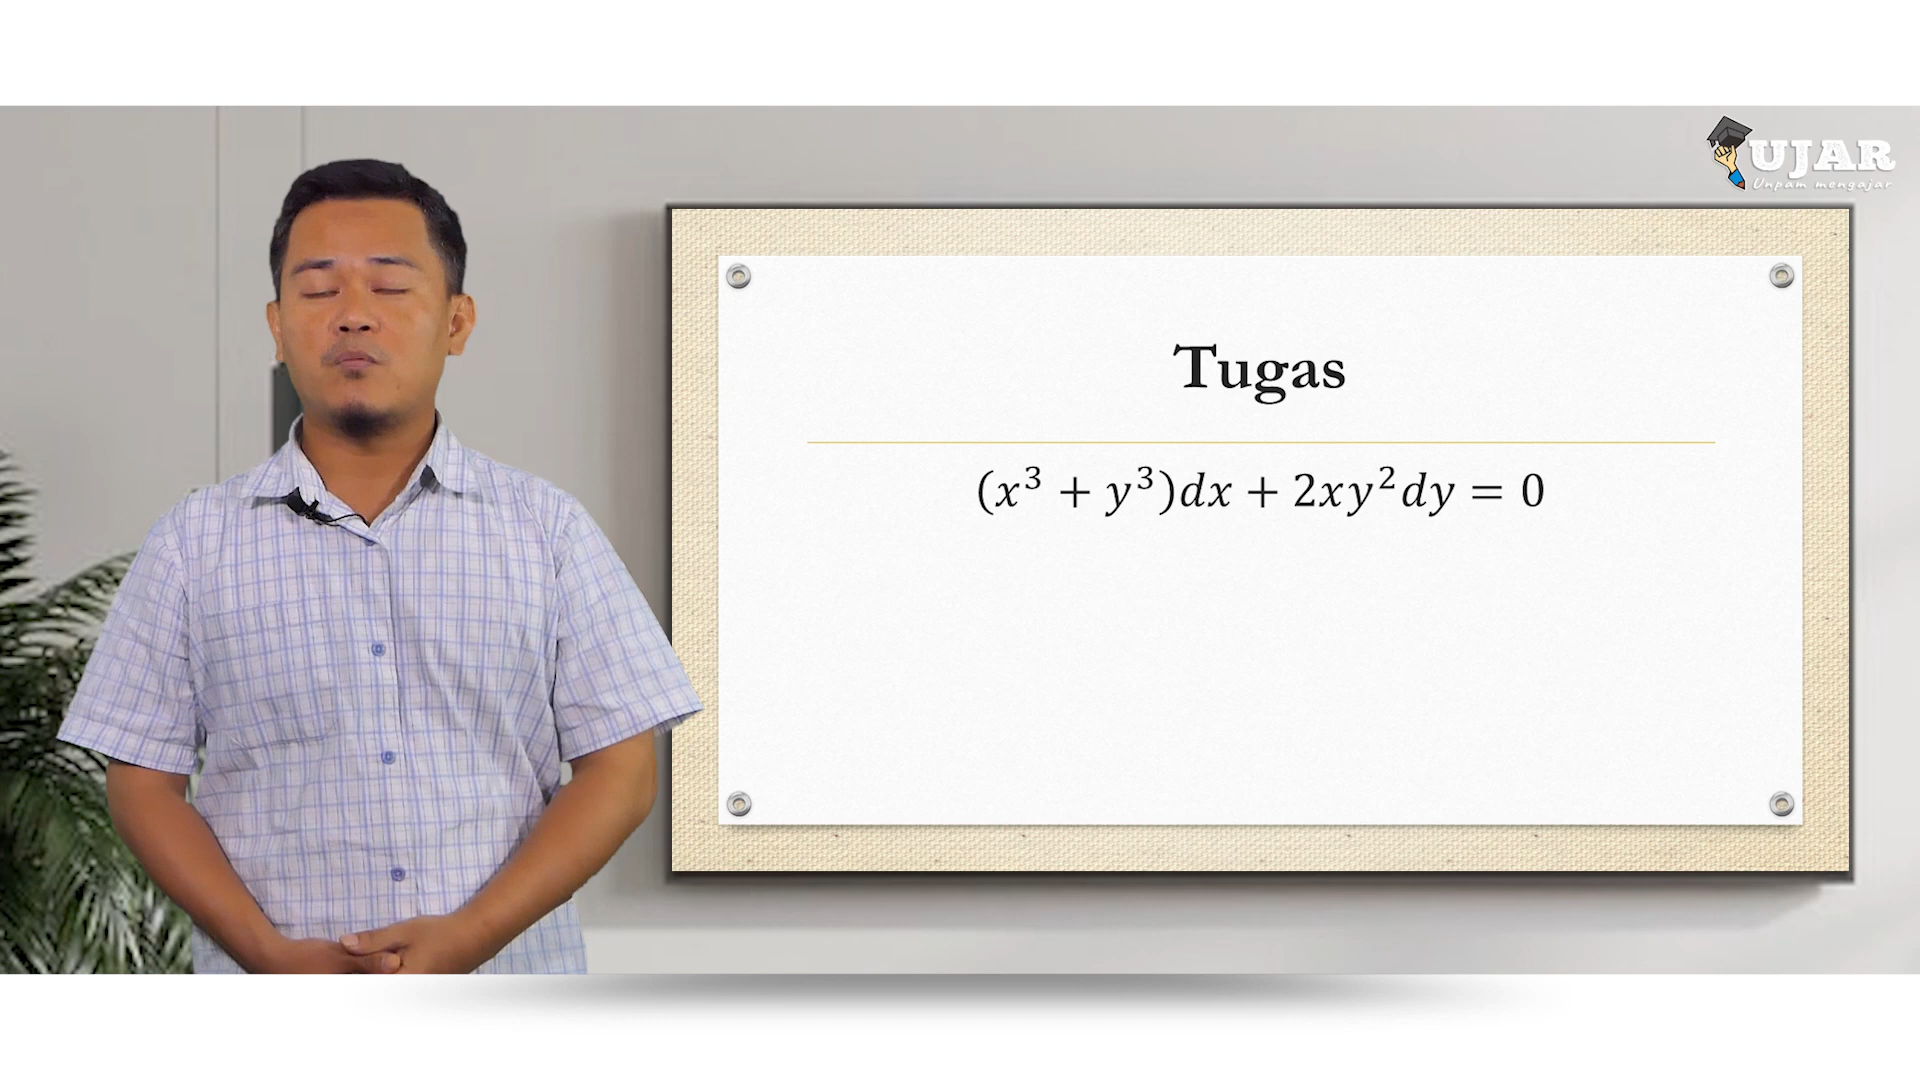 UJAR
Unpam mengajar
Tugas
(x³ + y³)dx + 2xy²dy = 0